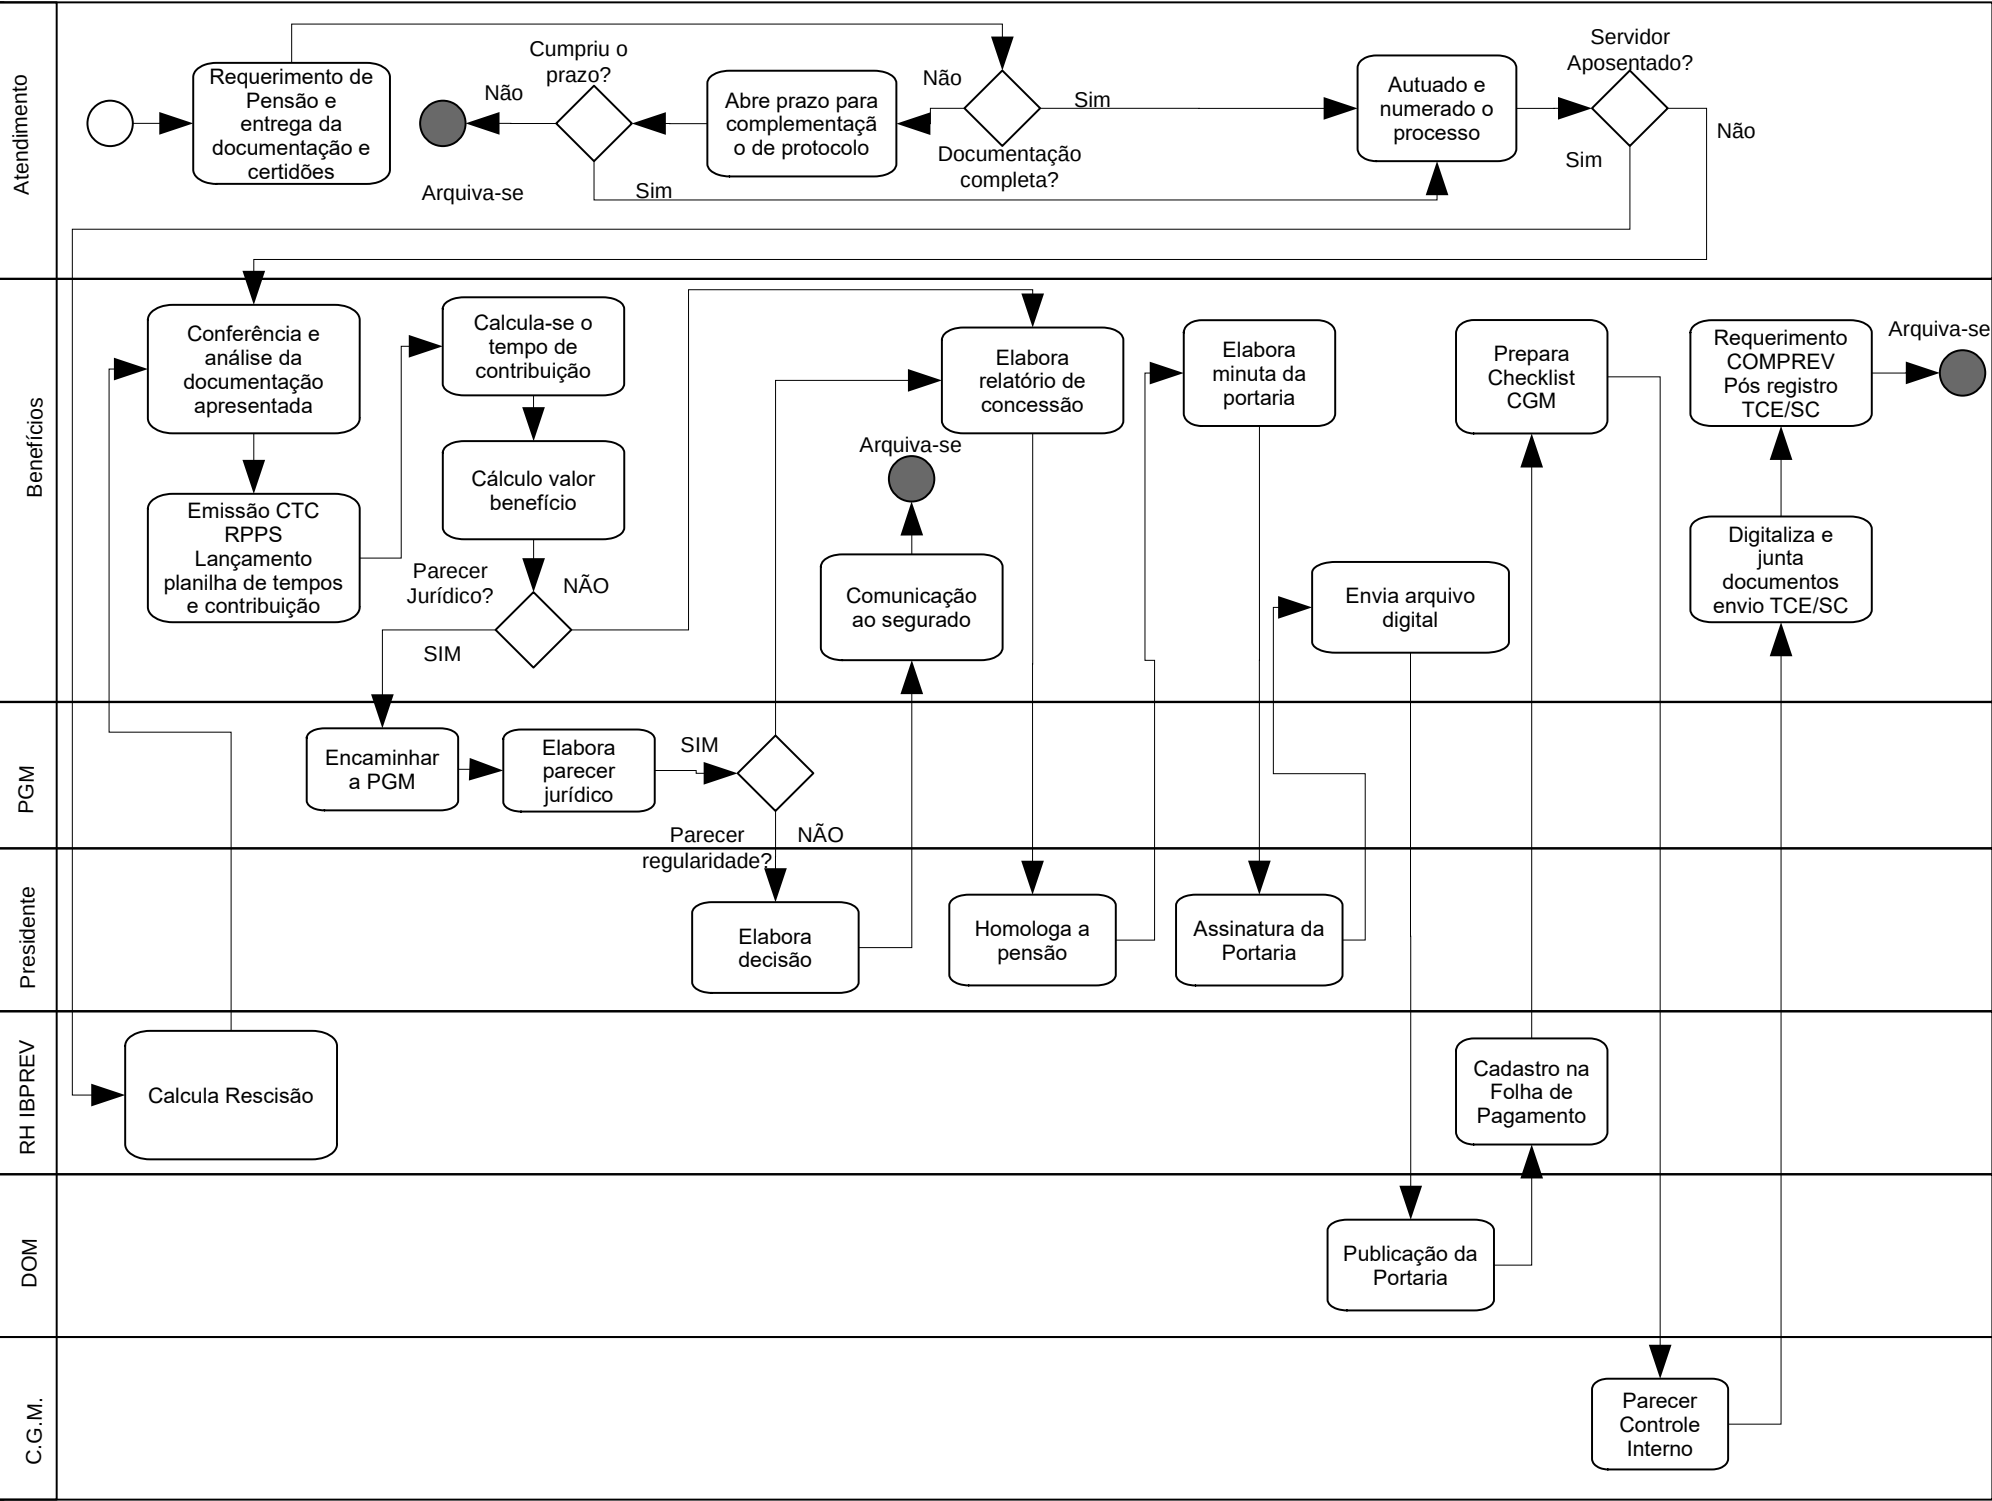 Atendimento
Requerimento de
Pensão e
entrega da
documentação e
certidões
Cumpriu o
prazo?
Não
Arquiva-se
Sim
Abre prazo para
complementaçã
o de protocolo
Não
Documentação
completa?
Sim
Autuado e
numerado o
processo
Servidor
Aposentado?
Sim
Não
Benefícios
Conferência e
análise da
documentação
apresentada
Emissão CTC
RPPS
Lançamento
planilha de tempos
e contribuição
Calcula-se o
tempo de
contribuição
Cálculo valor
benefício
Parecer
Jurídico?
NÃO
SIM
Elabora
relatório de
concessão
Arquiva-se
Comunicação
ao segurado
Elabora
minuta da
portaria
Envia arquivo
digital
Prepara
Checklist
CGM
Requerimento
COMPREV
Pós registro
TCE/SC
Arquiva-se
Digitaliza e
junta
documentos
envio TCE/SC
PGM
Encaminhar
a PGM
Elabora
parecer
jurídico
SIM
Parecer
regularidade?
NÃO
Presidente
Elabora
decisão
Homologa a
pensão
Assinatura da
Portaria
RH IBPREV
Calcula Rescisão
Cadastro na
Folha de
Pagamento
DOM
Publicação da
Portaria
C.G.M.
Parecer
Controle
Interno